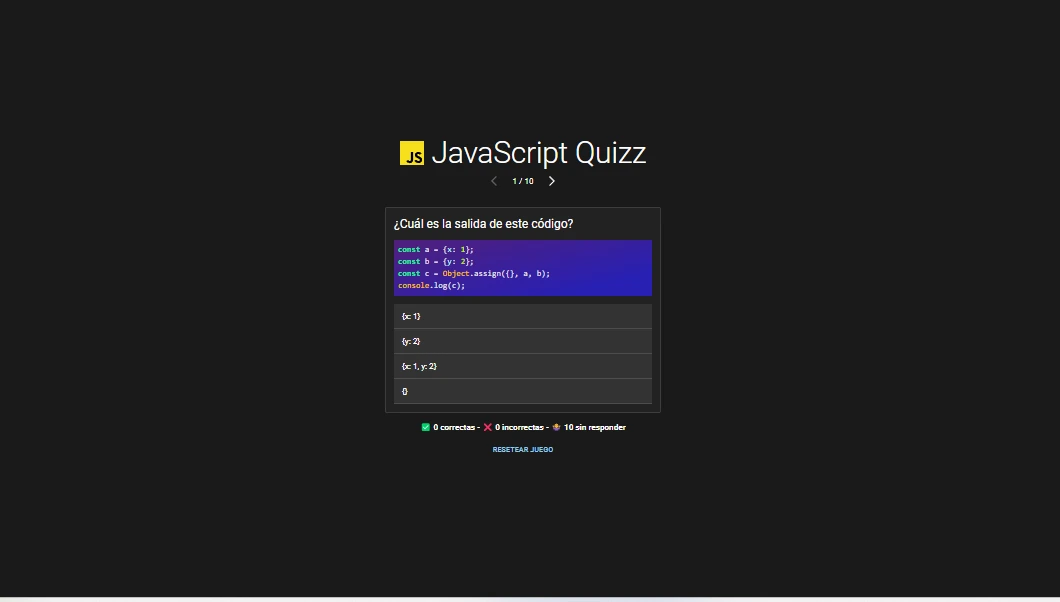 JS JavaScript Quizz
1 / 10
¿Cuál es la salida de este código?
const a = {x: 1};
const b = {y: 2};
const c = Object.assign({}, a, b);
console.log(c);
{x: 1}
{y: 2}
{x: 1, y: 2}
{}
✅ 0 correctas - ❌ 0 incorrectas - 🤷 10 sin responder
RESETEAR JUEGO